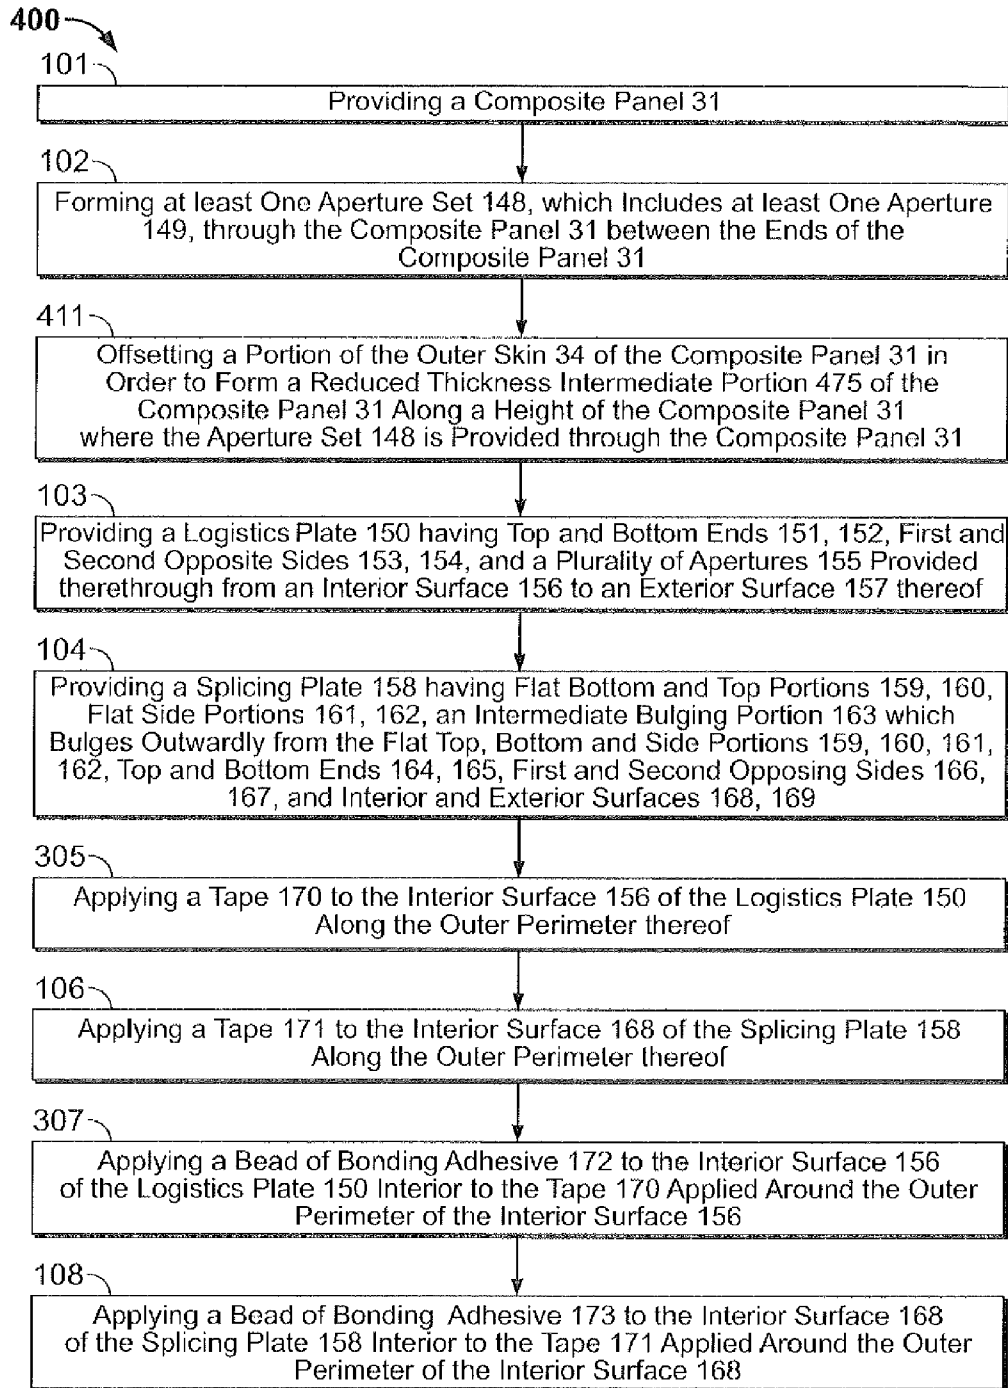 400
101
Providing a Composite Panel 31
102
Forming at least One Aperture Set 148, which Includes at least One Aperture
149, through the Composite Panel 31 between the Ends of the
Composite Panel 31
411
Offsetting a Portion of the Outer Skin 34 of the Composite Panel 31 in
Order to Form a Reduced Thickness Intermediate Portion 475 of the
Composite Panel 31 Along a Height of the Composite Panel 31
where the Aperture Set 148 is Provided through the Composite Panel 31
103
Providing a Logistics Plate 150 having Top and Bottom Ends 151, 152, First and
Second Opposite Sides 153, 154, and a Plurality of Apertures 155 Provided
therethrough from an Interior Surface 156 to an Exterior Surface 157 thereof
104
Providing a Splicing Plate 158 having Flat Bottom and Top Portions 159, 160,
Flat Side Portions 161, 162, an Intermediate Bulging Portion 163 which
Bulges Outwardly from the Flat Top, Bottom and Side Portions 159, 160, 161,
162, Top and Bottom Ends 164, 165, First and Second Opposing Sides 166,
167, and Interior and Exterior Surfaces 168, 169
305
Applying a Tape 170 to the Interior Surface 156 of the Logistics Plate 150
Along the Outer Perimeter thereof
106
Applying a Tape 171 to the Interior Surface 168 of the Splicing Plate 158
Along the Outer Perimeter thereof
307
Applying a Bead of Bonding Adhesive 172 to the Interior Surface 156
of the Logistics Plate 150 Interior to the Tape 170 Applied Around the Outer
Perimeter of the Interior Surface 156
108
Applying a Bead of Bonding Adhesive 173 to the Interior Surface 168
of the Splicing Plate 158 Interior to the Tape 171 Applied Around the Outer
Perimeter of the Interior Surface 168